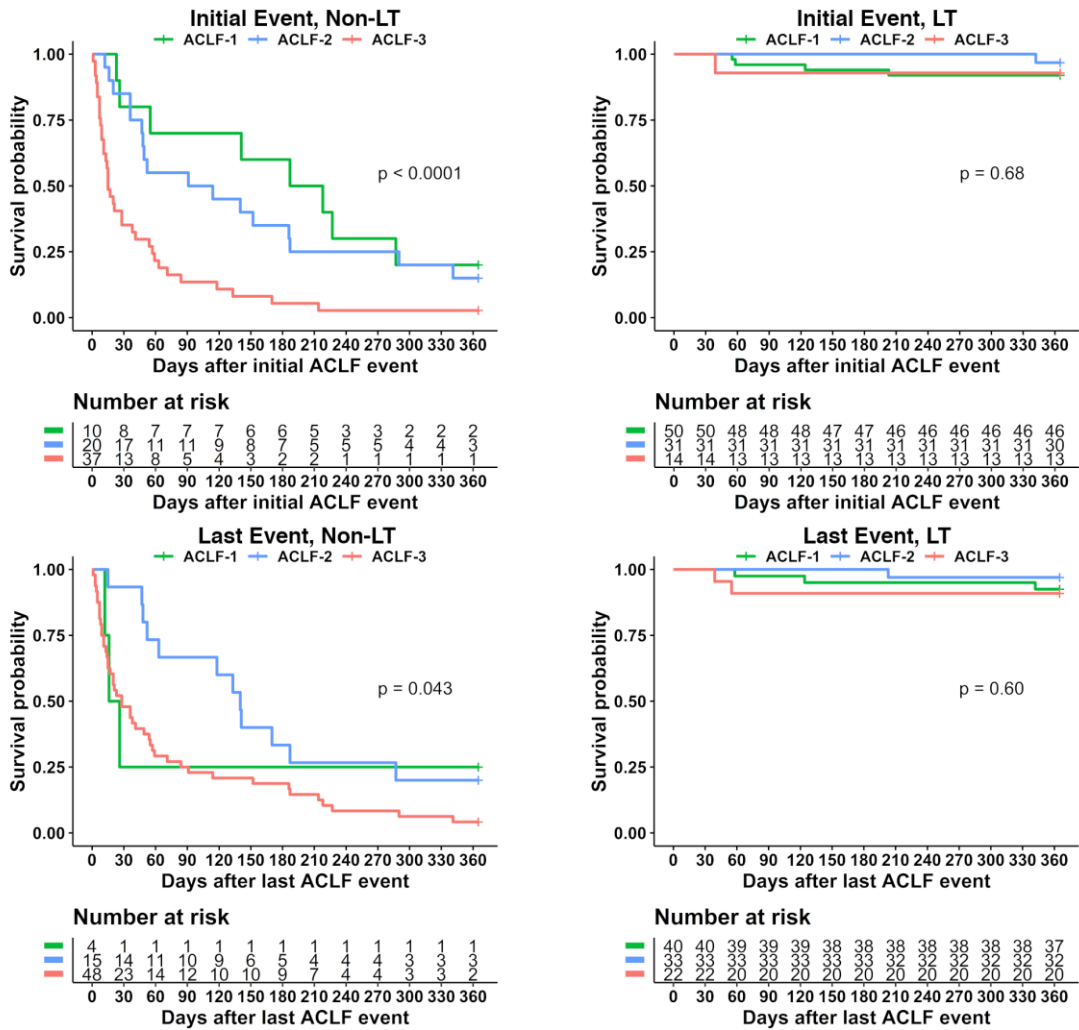 Initial Event, Non-LT
ACLF-1 ACLF-2 ACLF-3
Survival probability
1.00
0.75
0.50
0.25
0.00
p < 0.0001
0 30 60 90 120 150 180 210 240 270 300 330 360
Days after initial ACLF event
Number at risk
10 8 7 7 7 6 6 5 3 3 2 2 2
20 17 11 11 9 8 7 5 5 5 4 4 3
37 13 8 5 4 3 2 2 1 1 1 1 1
0 30 60 90 120 150 180 210 240 270 300 330 360
Days after initial ACLF event
Initial Event, LT
ACLF-1 ACLF-2 ACLF-3
Survival probability
1.00
0.75
0.50
0.25
0.00
p = 0.68
0 30 60 90 120 150 180 210 240 270 300 330 360
Days after initial ACLF event
Number at risk
50 50 48 48 48 47 47 46 46 46 46 46 46
31 31 31 31 31 31 31 31 31 31 31 31 30
14 14 13 13 13 13 13 13 13 13 13 13 13
0 30 60 90 120 150 180 210 240 270 300 330 360
Days after initial ACLF event
Last Event, Non-LT
ACLF-1 ACLF-2 ACLF-3
Survival probability
1.00
0.75
0.50
0.25
0.00
p = 0.043
0 30 60 90 120 150 180 210 240 270 300 330 360
Days after last ACLF event
Number at risk
4 1 1 1 1 1 1 1 1 1 1 1 1
15 14 11 10 9 6 5 4 4 4 3 3 3
48 23 14 12 10 10 9 7 4 4 3 3 2
0 30 60 90 120 150 180 210 240 270 300 330 360
Days after last ACLF event
Last Event, LT
ACLF-1 ACLF-2 ACLF-3
Survival probability
1.00
0.75
0.50
0.25
0.00
p = 0.60
0 30 60 90 120 150 180 210 240 270 300 330 360
Days after last ACLF event
Number at risk
40 40 39 39 39 38 38 38 38 38 38 38 37
33 33 33 33 33 33 33 32 32 32 32 32 32
22 22 20 20 20 20 20 20 20 20 20 20 20
0 30 60 90 120 150 180 210 240 270 300 330 360
Days after last ACLF event